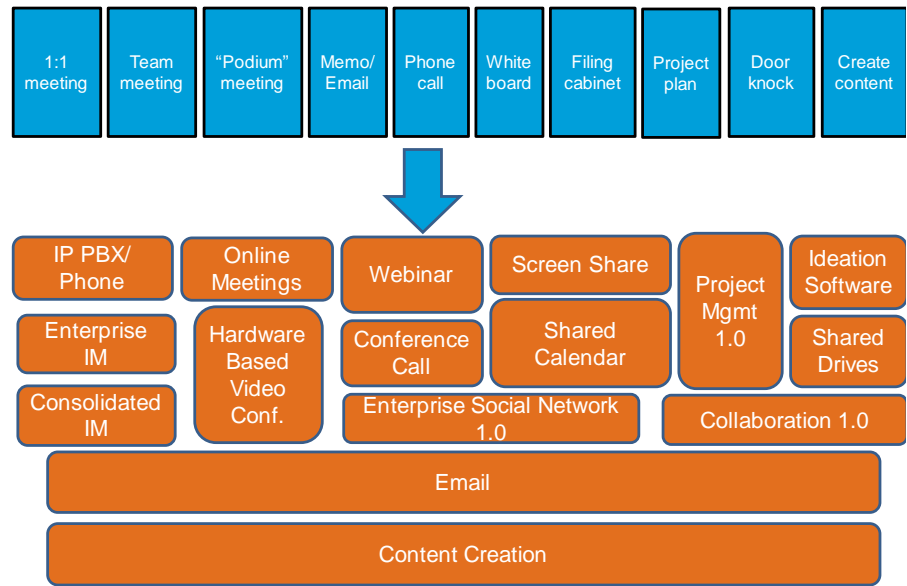 1:1
meeting
Team
meeting
“Podium”
meeting
Memo/
Email
Phone
call
White
board
Filing
cabinet
Project
plan
Door
knock
Create
content
IP PBX/
Phone
Online
Meetings
Webinar
Screen Share
Project
Mgmt
1.0
Ideation
Software
Enterprise
IM
Hardware
Based
Video
Conf.
Conference
Call
Shared
Calendar
Shared
Drives
Consolidated
IM
Enterprise Social Network
1.0
Collaboration 1.0
Email
Content Creation